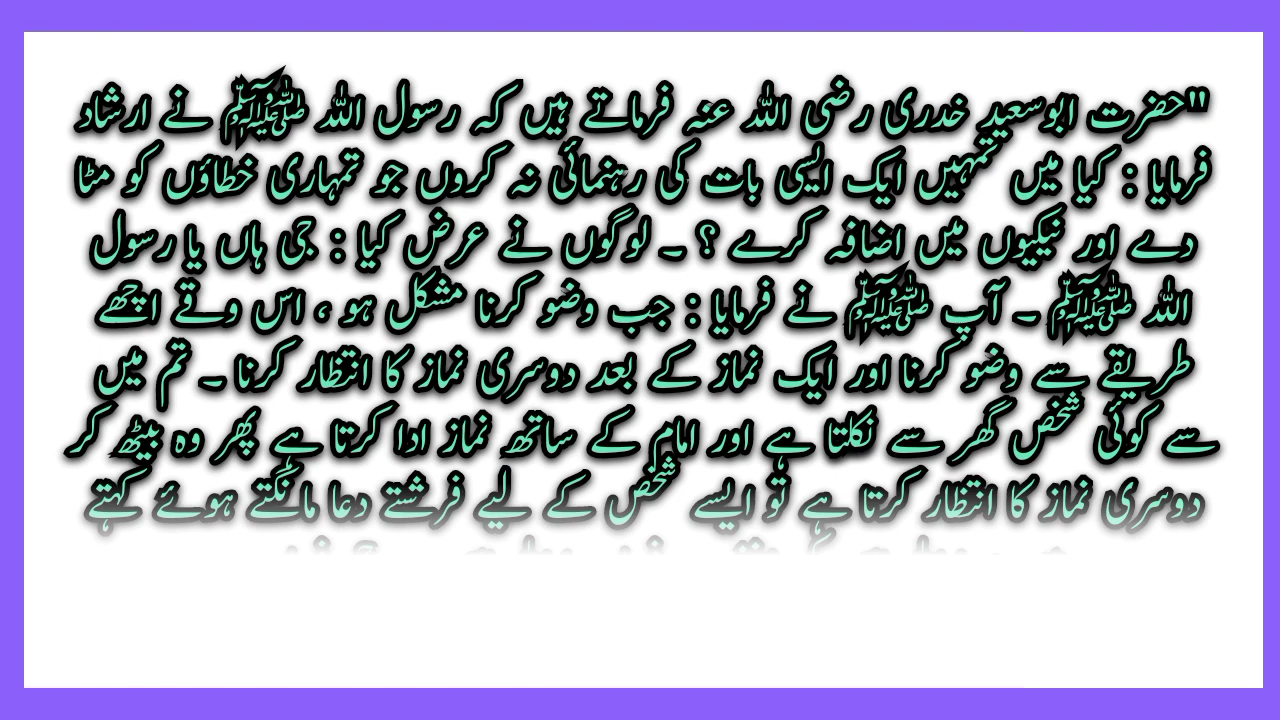 "حضرت ابوسعید خدری رضی اللہ عنہ فرماتے ہیں کہ رسول اللہ ﷺ نے ارشاد
فرمایا : کیا میں تمہیں ایک ایسی بات کی رہنمائی نہ کروں جو تمہاری خطاؤں کو مٹا
دے اور نیکیوں میں اضافہ کرے ؟ ۔ لوگوں نے عرض کیا : جی ہاں یا رسول
اللہ ﷺ ۔ آپ ﷺ نے فرمایا : جب وضو کرنا مشکل ہو ، اس وقے اچھے
طریقے سے وضو کرنا اور ایک نماز کے بعد دوسری نماز کا انتظار کرنا ۔ تم میں
سے کوئی شخص گھر سے نکلتا ہے اور امام کے ساتھ نماز ادا کرتا ہے پھر وہ بیٹھ کر
دوسری نماز کا انتظار کرتا ہے تو ایسے شخص کے لیے فرشتے دعا مانگتے ہوئے کہتے